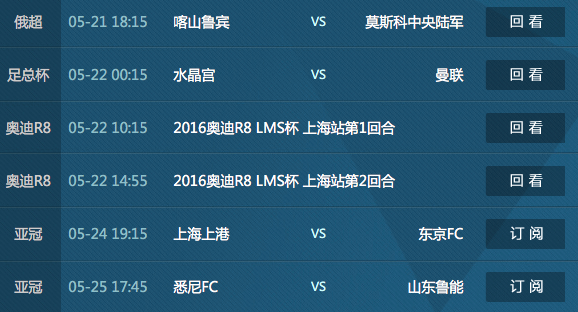 俄超 05-21 18:15 喀山鲁宾 VS 莫斯科中央陆军 回看
足总杯 05-22 00:15 水晶宫 VS 曼联 回看
奥迪R8 05-22 10:15 2016奥迪R8 LMS杯 上海站第1回合 回看
奥迪R8 05-22 14:55 2016奥迪R8 LMS杯 上海站第2回合 回看
亚冠 05-24 19:15 上海上港 VS 东京FC 订阅
亚冠 05-25 17:45 悉尼FC VS 山东鲁能 订阅